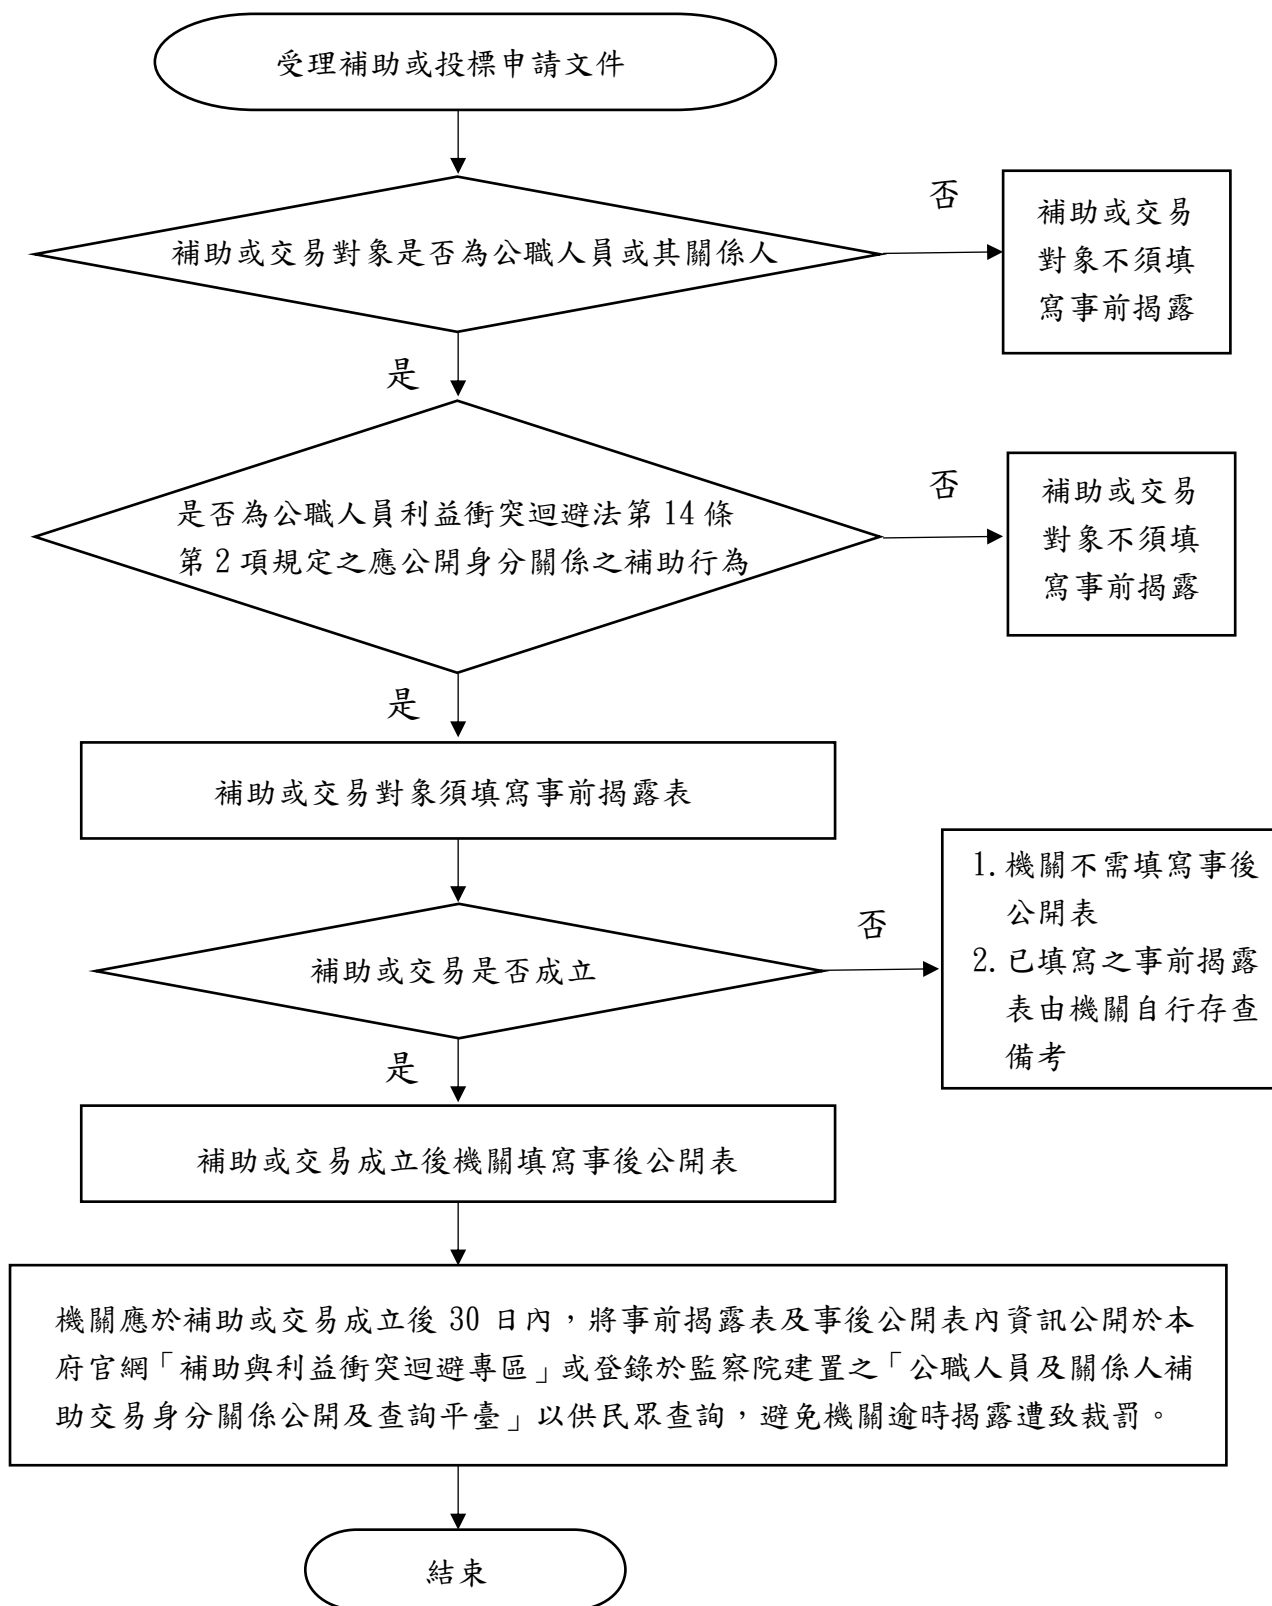 受理補助或投標申請文件
否
補助或交易
對象不須填
寫事前揭露
補助或交易對象是否為公職人員或其關係人
是
否
補助或交易
對象不須填
寫事前揭露
是否為公職人員利益衝突迴避法第 14 條
第 2 項規定之應公開身分關係之補助行為
是
補助或交易對象須填寫事前揭露表
否
1. 機關不需填寫事後
公開表
2. 已填寫之事前揭露
表由機關自行存查
備考
補助或交易是否成立
是
補助或交易成立後機關填寫事後公開表
機關應於補助或交易成立後 30 日內，將事前揭露表及事後公開表內資訊公開於本
府官網「補助與利益衝突迴避專區」或登錄於監察院建置之「公職人員及關係人補
助交易身分關係公開及查詢平臺」以供民眾查詢，避免機關逾時揭露遭致裁罰。
結束